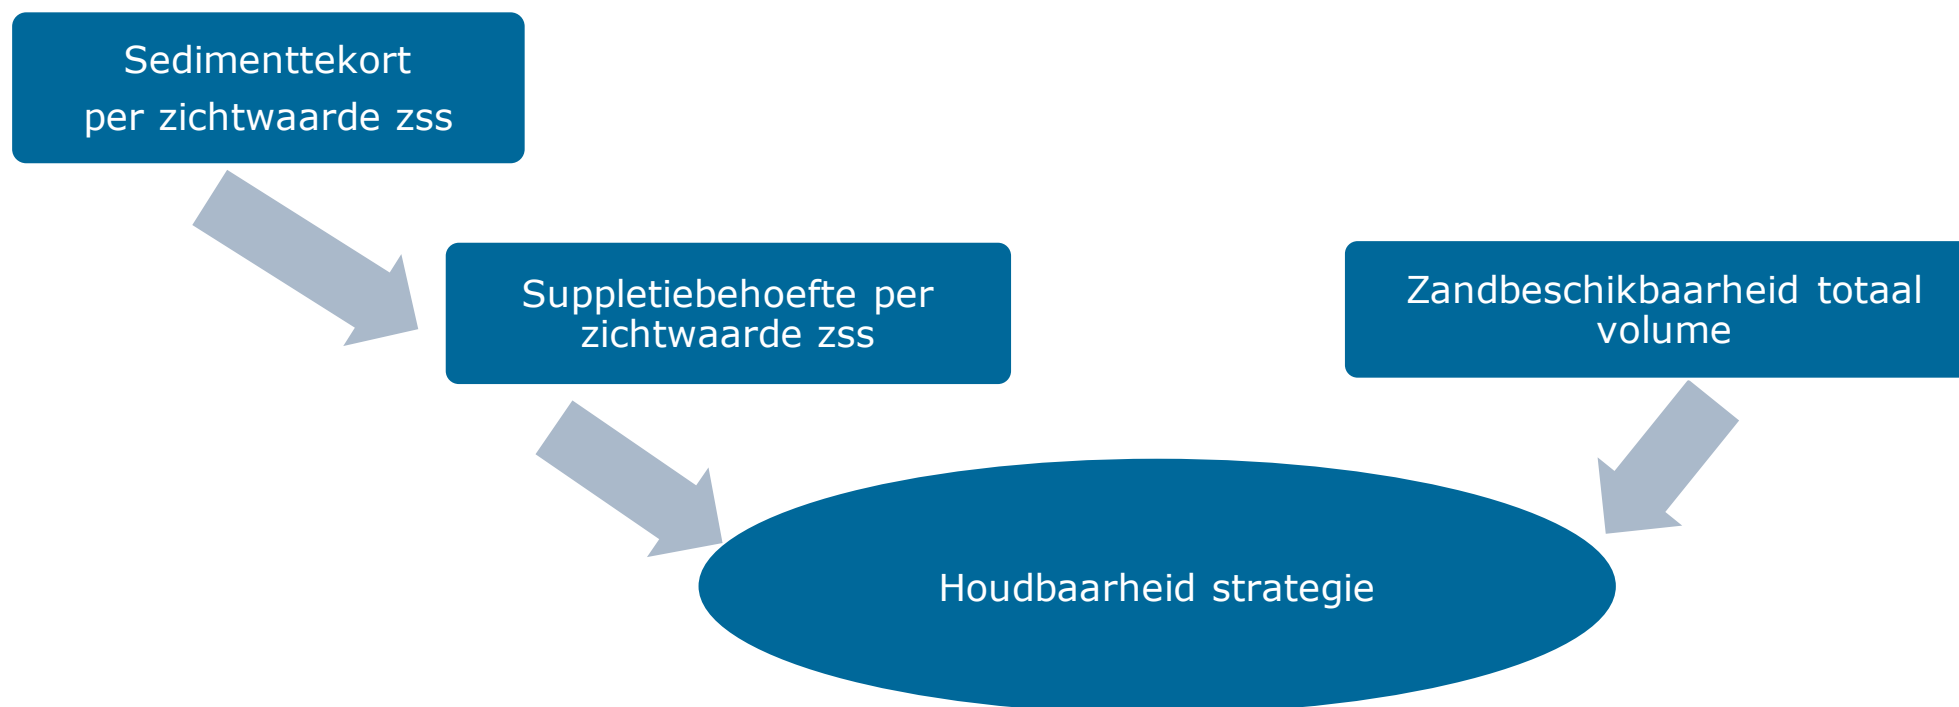 Sedimenttekort
per zichtwaarde zss
Suppletiebehoefte per
zichtwaarde zss
Zandbeschikbaarheid totaal
volume
Houdbaarheid strategie